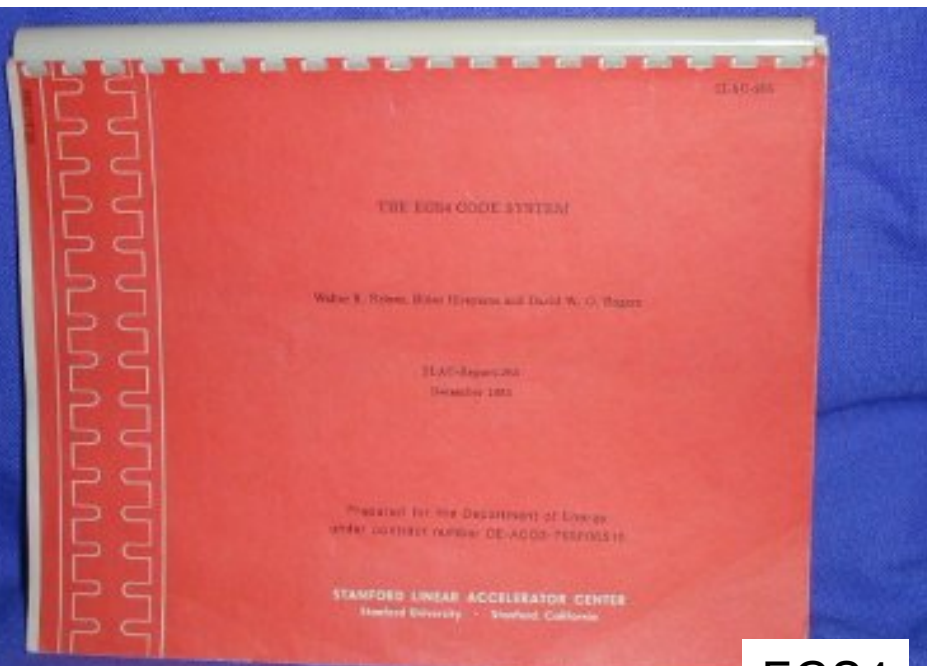 THE EGS4 CODE SYSTEM
Walter R. Nelson, Hideo Hirayama and David W. O. Rogers
SLAC-Report-265
December 1985
Prepared for the Department of Energy
under contract number DE-AC03-76SF00515
STANFORD LINEAR ACCELERATOR CENTER
Stanford University · Stanford, California